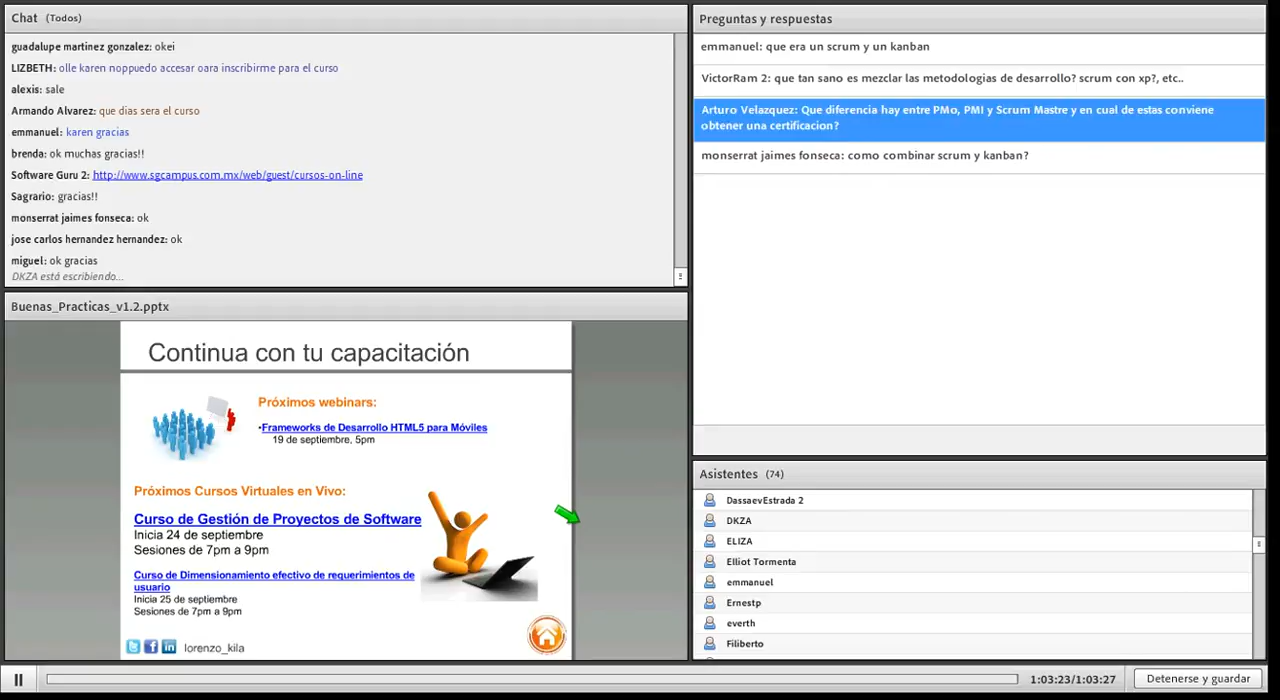 Chat (Todos)
guadalupe martinez gonzalez: okei
LIZBETH: olle karen noppuedo accesar oara inscribirme para el curso
alexis: sale
Armando Alvarez: que dias sera el curso
emmanuel: karen gracias
brenda: ok muchas gracias!!
Software Guru 2: http://www.sgcampus.com.mx/web/guest/cursos-on-line
Sagrario: gracias!!
monserrat jaimes fonseca: ok
jose carlos hernandez hernandez: ok
miguel: ok gracias
DKZA está escribiendo...
Buenas_Practicas_v1.2.pptx
Continua con tu capacitación
Próximos webinars:
•Frameworks de Desarrollo HTML5 para Móviles
19 de septiembre, 5pm
Próximos Cursos Virtuales en Vivo:
Curso de Gestión de Proyectos de Software
Inicia 24 de septiembre
Sesiones de 7pm a 9pm
Curso de Dimensionamiento efectivo de requerimientos de
usuario
Inicia 25 de septiembre
Sesiones de 7pm a 9pm
lorenzo_kila
Preguntas y respuestas
emmanuel: que era un scrum y un kanban
VictorRam 2: que tan sano es mezclar las metodologias de desarrollo? scrum con xp?, etc..
Arturo Velazquez: Que diferencia hay entre PMo, PMI y Scrum Mastre y en cual de estas conviene
obtener una certificacion?
monserrat jaimes fonseca: como combinar scrum y kanban?
Asistentes (74)
DassaevEstrada 2
DKZA
ELIZA
Elliot Tormenta
emmanuel
Ernestp
everth
Filiberto
1:03:23/1:03:27
Detenerse y guardar